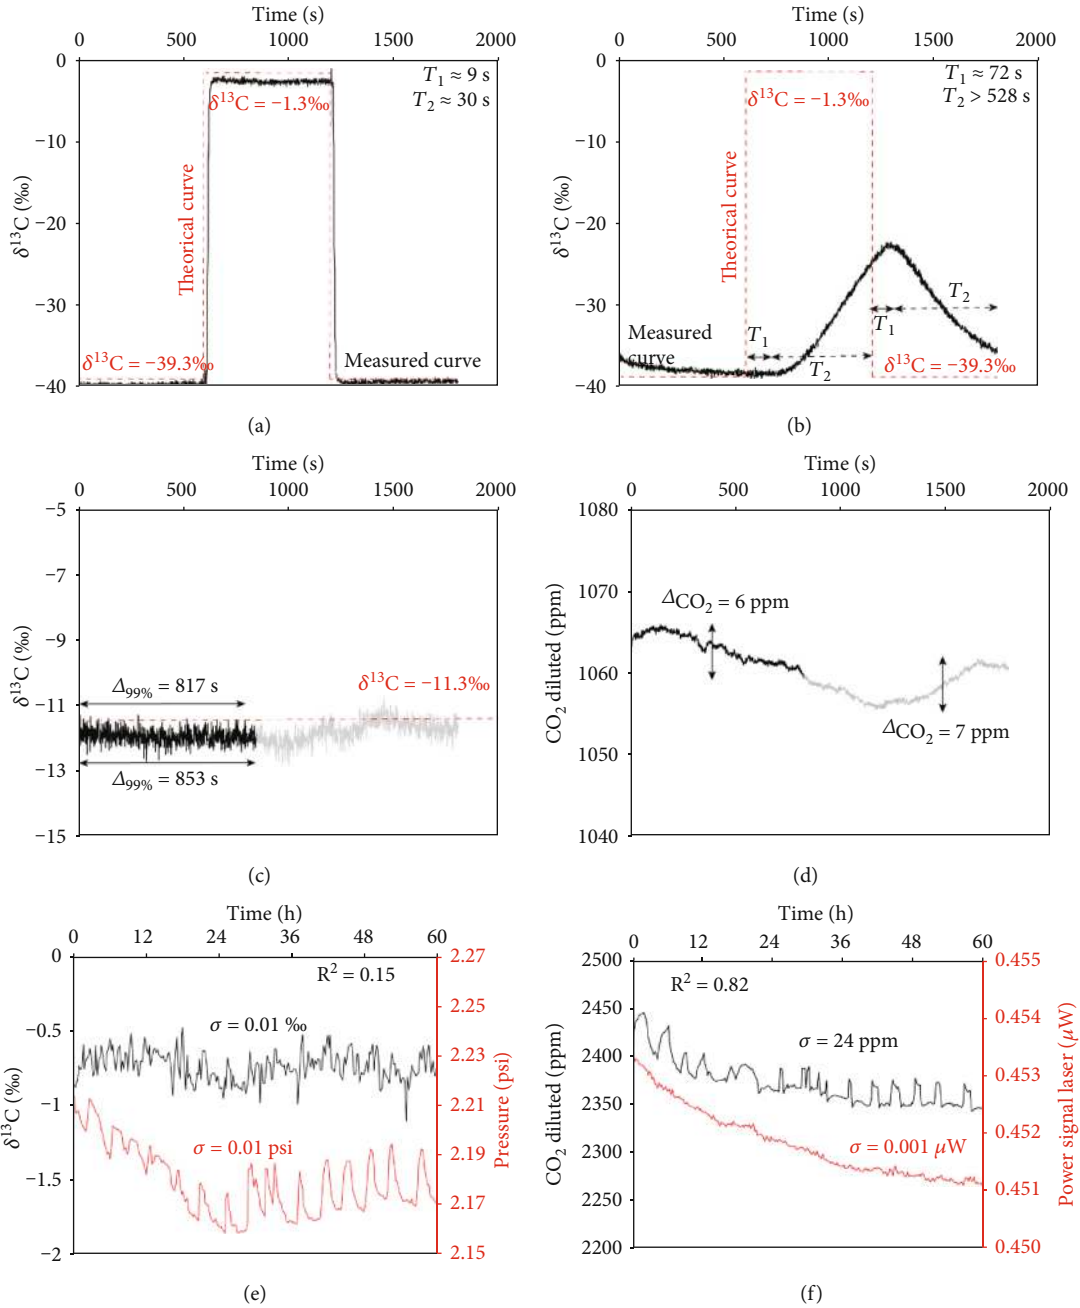 Time (s)
0 500 1000 1500 2000
0
−10
−20
−30
−40
δ¹³C (‰)
T₁ ≈ 9 s
T₂ ≈ 30 s
δ¹³C = −1.3‰
Theorical curve
δ¹³C = −39.3‰
Measured curve
(a)
Time (s)
0 500 1000 1500 2000
0
−10
−20
−30
−40
δ¹³C (‰)
T₁ ≈ 72 s
T₂ > 528 s
δ¹³C = −1.3‰
Theorical curve
T₂
T₁
Measured
curve
T₁
T₂
δ¹³C = −39.3‰
(b)
Time (s)
0 500 1000 1500 2000
−5
−7
−9
−11
−13
−15
δ¹³C (‰)
Δ99% = 817 s
δ¹³C = −11.3‰
Δ99% = 853 s
(c)
Time (s)
0 500 1000 1500 2000
1080
1070
1060
1050
1040
CO₂ diluted (ppm)
ΔCO₂ = 6 ppm
ΔCO₂ = 7 ppm
(d)
Time (h)
0 12 24 36 48 60
0
−0.5
−1
−1.5
−2
δ¹³C (‰)
R² = 0.15
σ = 0.01 ‰
σ = 0.01 psi
2.27
2.25
2.23
2.21
2.19
2.17
2.15
Pressure (psi)
(e)
Time (h)
0 12 24 36 48 60
2500
2450
2400
2350
2300
2250
2200
CO₂ diluted (ppm)
R² = 0.82
σ = 24 ppm
σ = 0.001 μW
0.455
0.454
0.453
0.452
0.451
0.450
Power signal laser (μW)
(f)